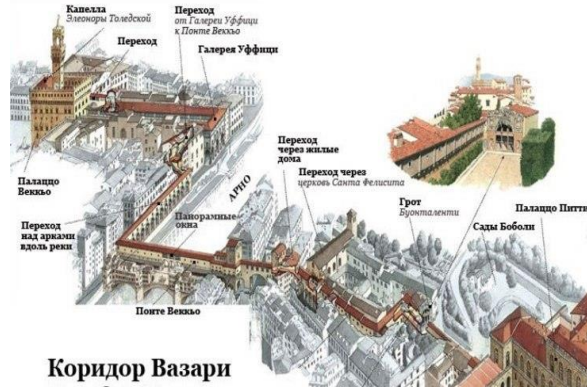 Капелла
Элеоноры Толедской
Переход
Переход
от Галереи Уффици
к Понте Веккьо
Галерея Уффици
Палаццо
Веккьо
Переход
над арками
вдоль реки
Панорамные
окна
АРНО
Понте Веккьо
Переход
через жилые
дома
Переход через
церковь Санта Фелисита
Грот
Буонталенти
Сады Боболи
Палаццо Питти
Коридор Вазари